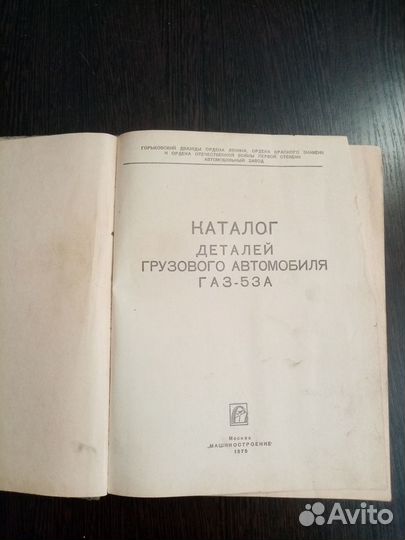 ГОРЬКОВСКИЙ ДВАЖДЫ ОРДЕНА ЛЕНИНА, ОРДЕНА КРАСНОГО ЗНАМЕНИ
И ОРДЕНА ОТЕЧЕСТВЕННОЙ ВОЙНЫ ПЕРВОЙ СТЕПЕНИ
АВТОМОБИЛЬНЫЙ ЗАВОД
КАТАЛОГ
ДЕТАЛЕЙ
ГРУЗОВОГО АВТОМОБИЛЯ
ГАЗ-53А
Москва
„МАШИНОСТРОЕНИЕ"
Avito